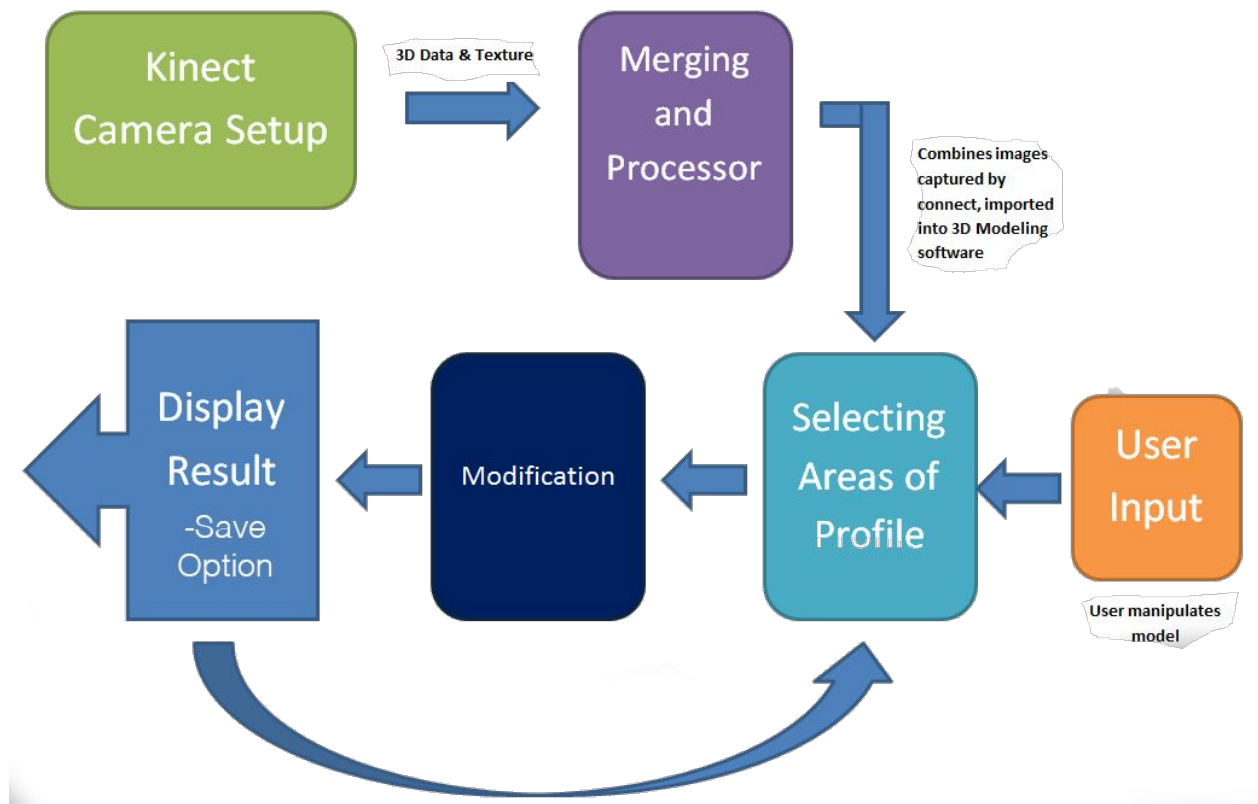 Kinect
Camera Setup
3D Data & Texture
Merging
and
Processor
Combines images
captured by
connect, imported
into 3D Modeling
software
Display
Result
-Save
Option
Modification
Selecting
Areas of
Profile
User
Input
User manipulates
model